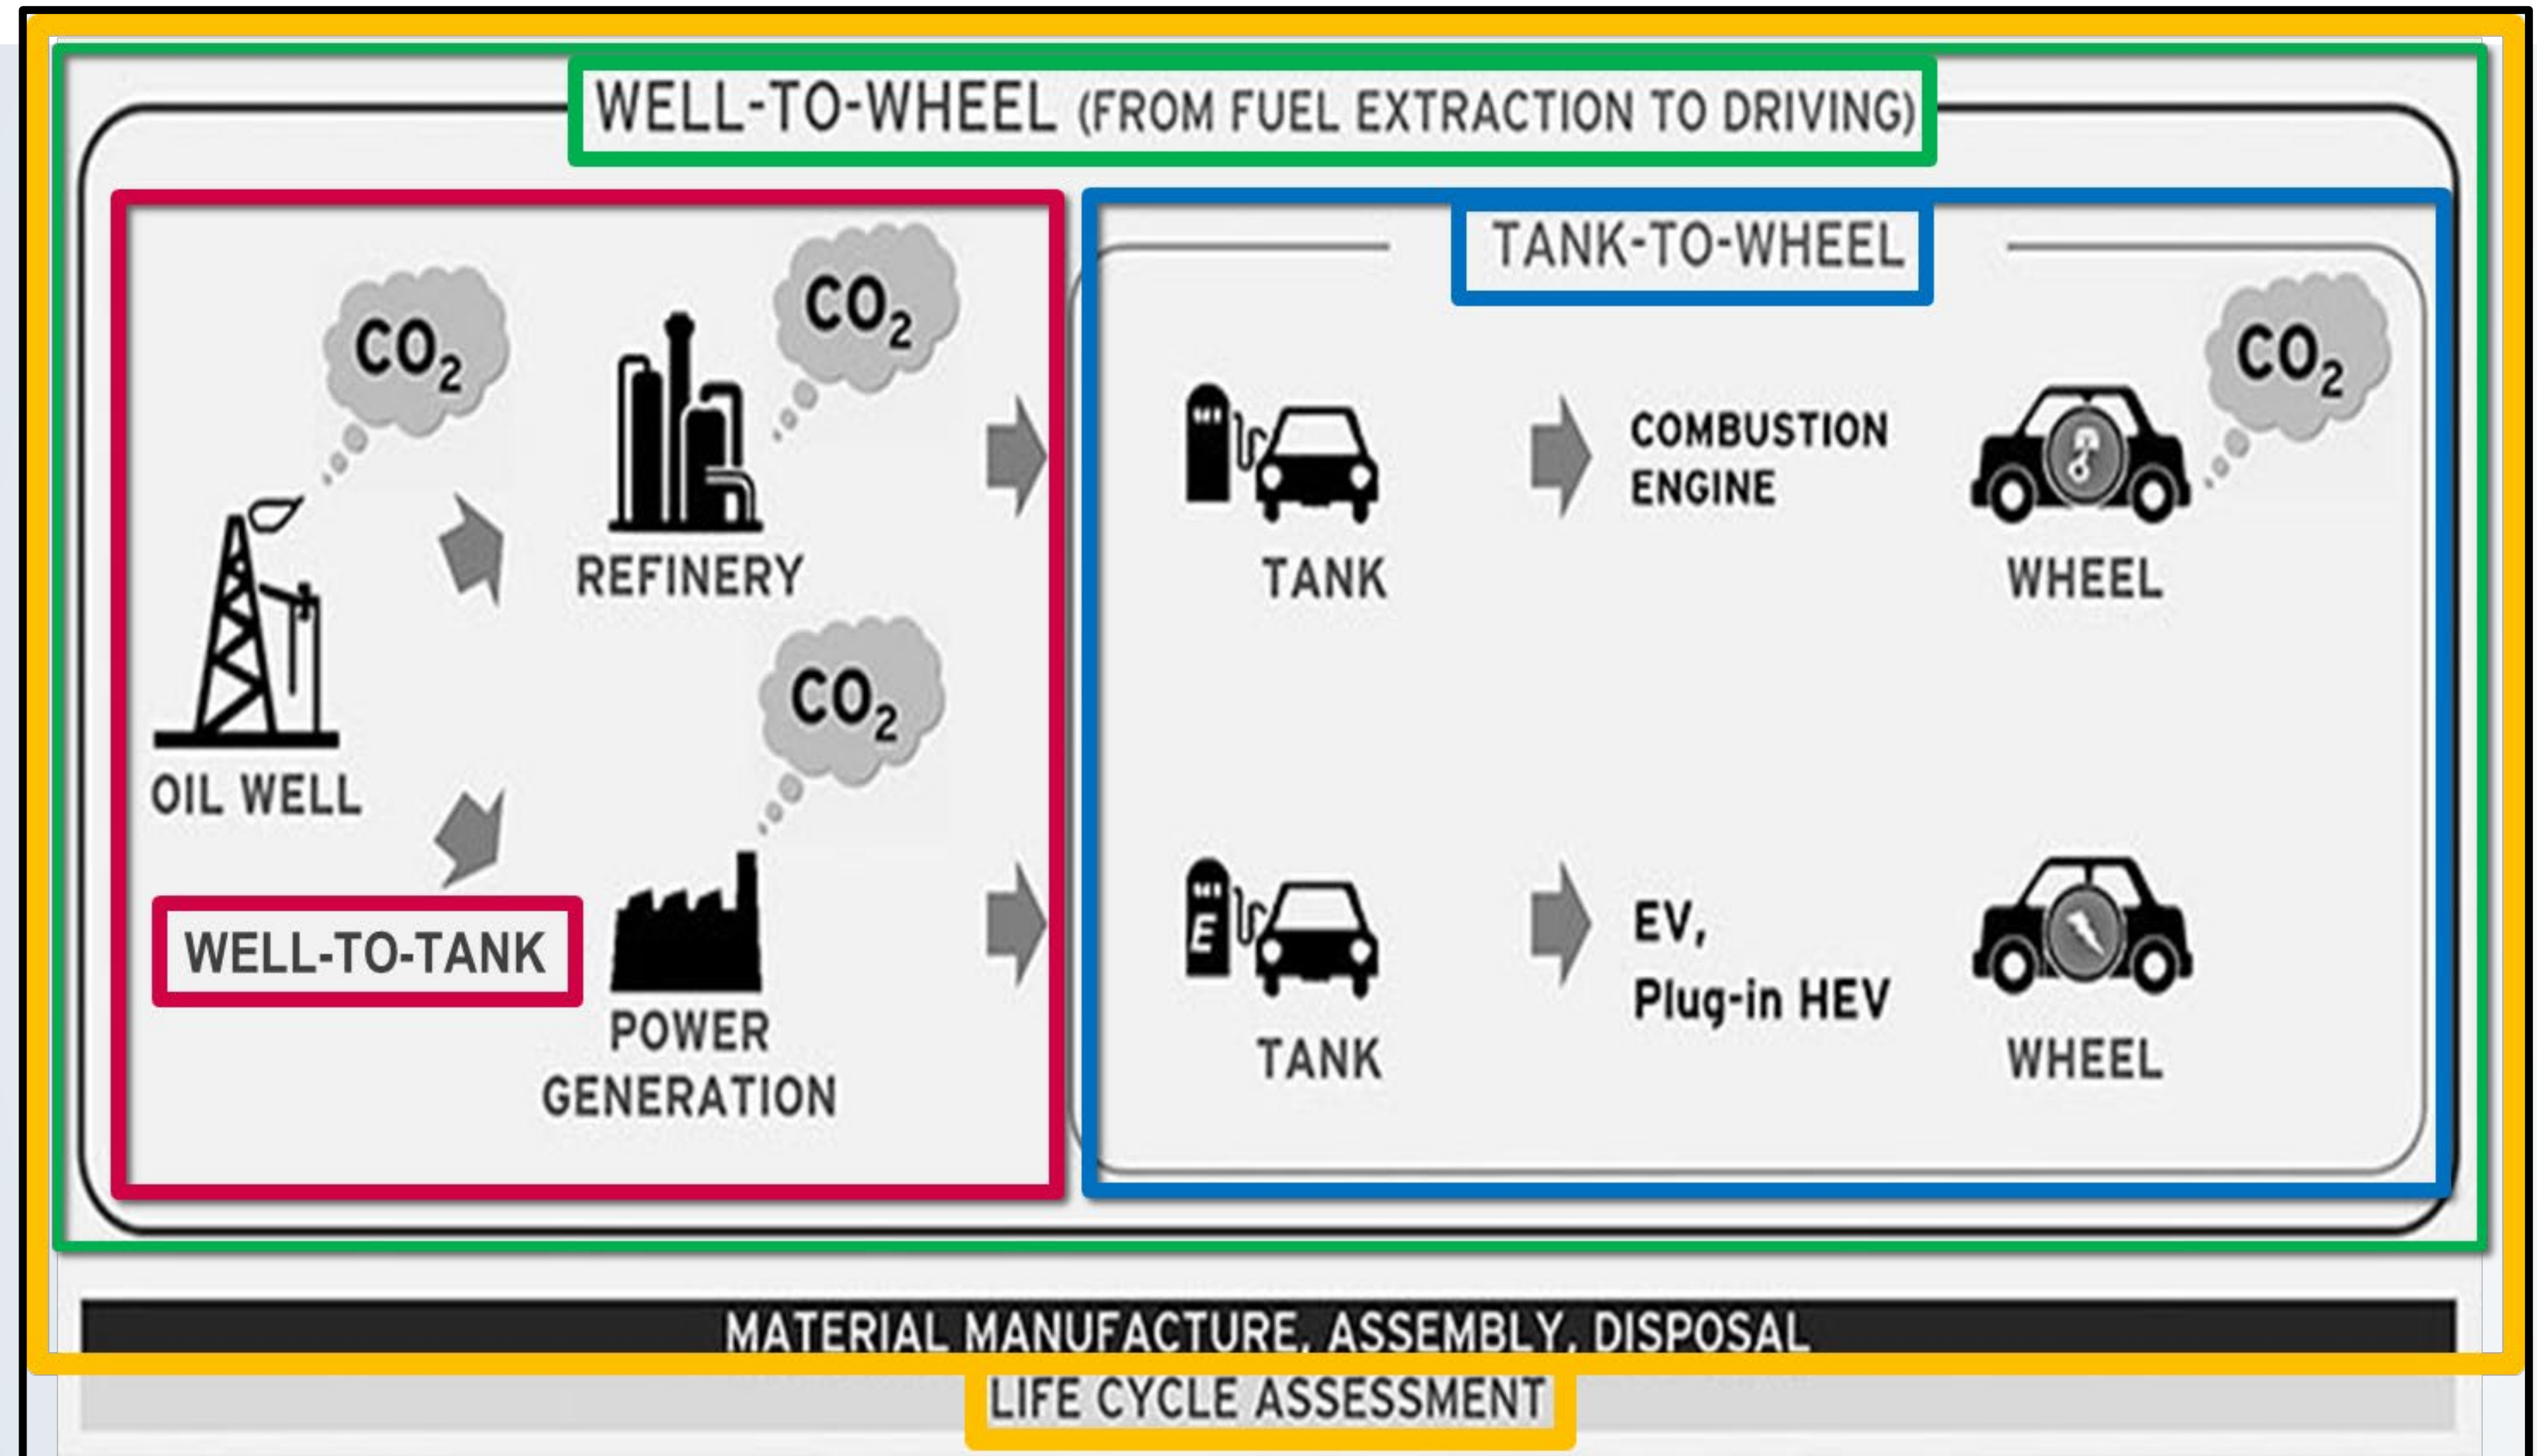 WELL-TO-WHEEL (FROM FUEL EXTRACTION TO DRIVING)
TANK-TO-WHEEL
CO2
CO2
CO2
COMBUSTION
ENGINE
REFINERY
TANK
WHEEL
CO2
OIL WELL
WELL-TO-TANK
E
EV,
Plug-in HEV
POWER
GENERATION
TANK
WHEEL
MATERIAL MANUFACTURE, ASSEMBLY, DISPOSAL
LIFE CYCLE ASSESSMENT